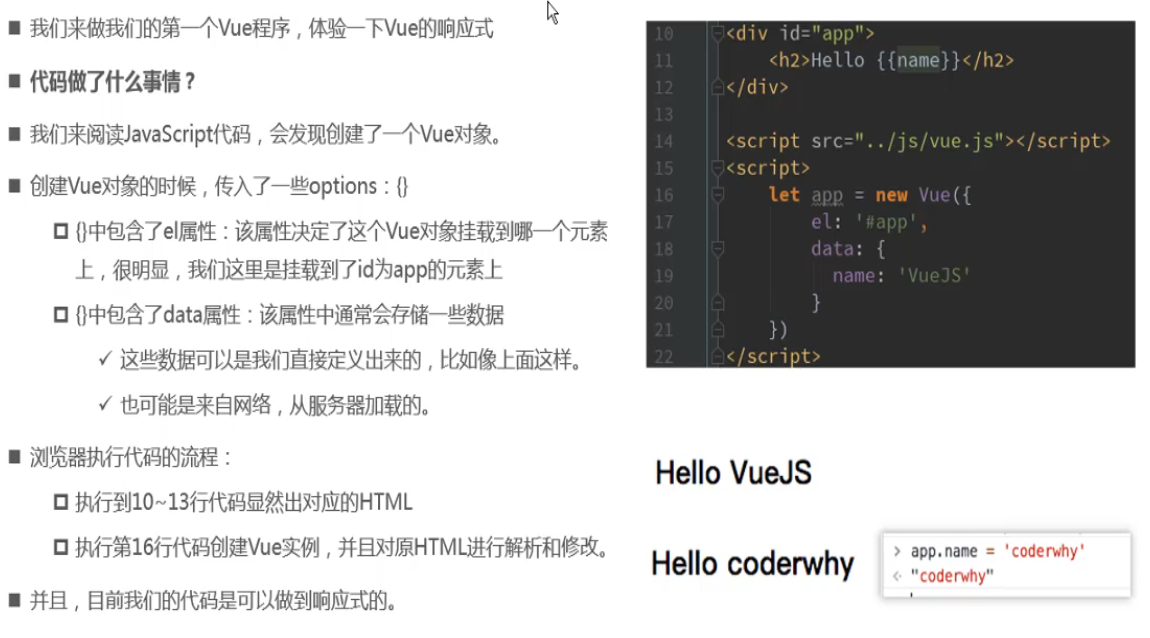 ■ 我们来做我们的第一个Vue程序，体验一下Vue的响应式
■ 代码做了什么事情？
■ 我们来阅读JavaScript代码，会发现创建了一个Vue对象。
■ 创建Vue对象的时候，传入了一些options：{}
{}中包含了el属性：该属性决定了这个Vue对象挂载到哪一个元素
上，很明显，我们这里是挂载到了id为app的元素上
{}中包含了data属性：该属性中通常会存储一些数据
✓ 这些数据可以是我们直接定义出来的，比如像上面这样。
✓ 也可能是来自网络，从服务器加载的。
■ 浏览器执行代码的流程：
执行到10~13行代码显然出对应的HTML
执行第16行代码创建Vue实例，并且对原HTML进行解析和修改。
■ 并且，目前我们的代码是可以做到响应式的。
10 <div id="app">
11 <h2>Hello {{name}}</h2>
12 </div>
13
14 <script src="../js/vue.js"></script>
15 <script>
16 let app = new Vue({
17 el: '#app',
18 data: {
19 name: 'VueJS'
20 }
21 })
22 </script>
Hello VueJS
Hello coderwhy
> app.name = 'coderwhy'
< "coderwhy"